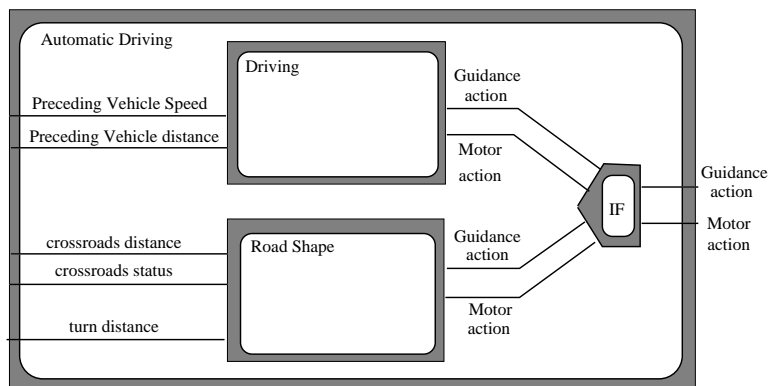 Automatic Driving
Driving
Preceding Vehicle Speed
Preceding Vehicle distance
Guidance
action
Motor
action
IF
Guidance
action
Motor
action
Road Shape
crossroads distance
crossroads status
turn distance
Guidance
action
Motor
action